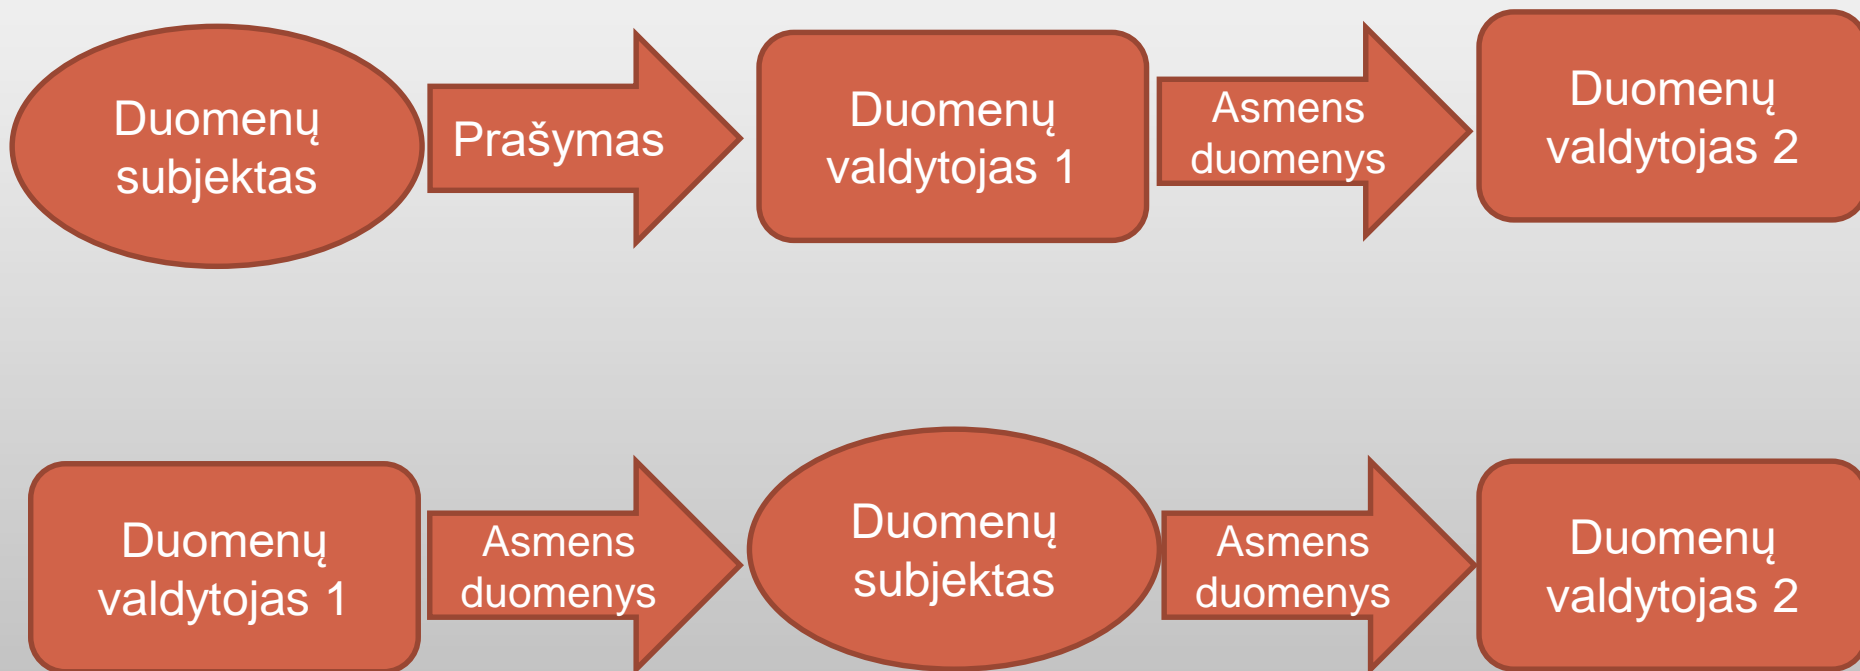 Duomenų
subjektas
Prašymas
Duomenų
valdytojas 1
Asmens
duomenys
Duomenų
valdytojas 2
Duomenų
valdytojas 1
Asmens
duomenys
Duomenų
subjektas
Asmens
duomenys
Duomenų
valdytojas 2